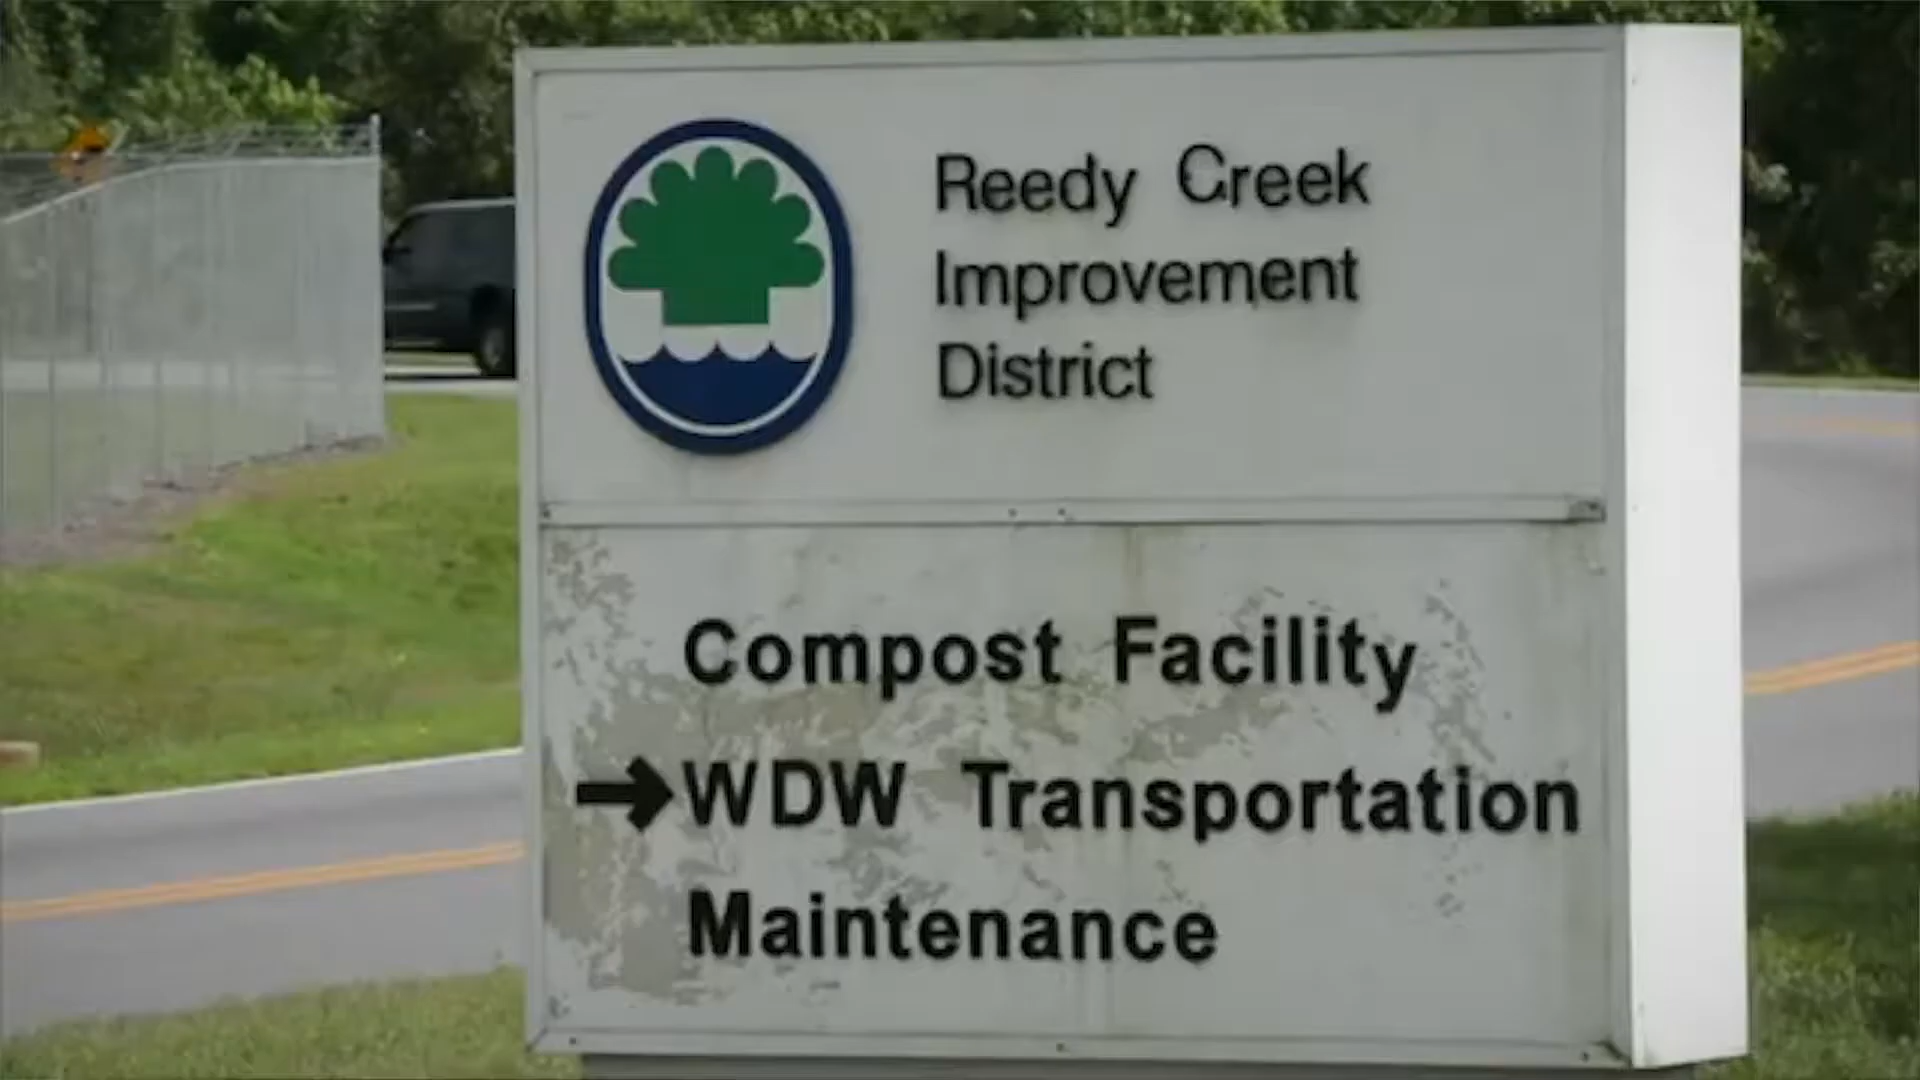 Reedy Creek
Improvement
District
Compost Facility
→ WDW Transportation
Maintenance